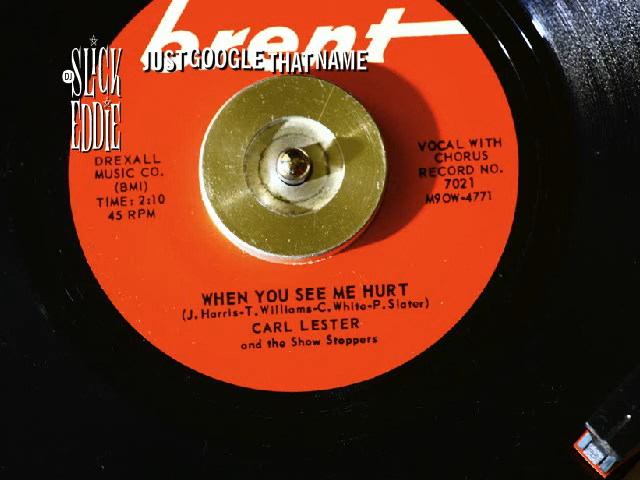 brent
JUST GOOGLE THAT NAME
DJ
SLICK
EDDIE
DREXALL
MUSIC CO.
(BMI)
TIME: 2:10
45 RPM
VOCAL WITH
CHORUS
RECORD NO.
7021
M9OW-4771
WHEN YOU SEE ME HURT
(J. Harris-T. Williams-C. White-P. Slater)
CARL LESTER
and the Show Stoppers